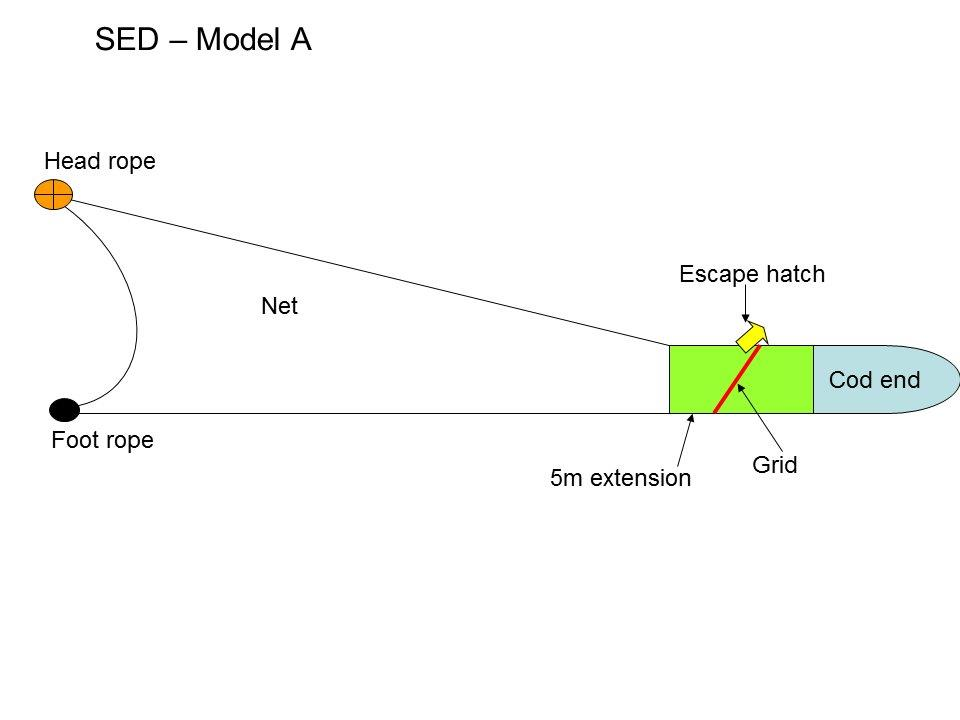 SED – Model A
Head rope
Escape hatch
Net
Cod end
Foot rope
Grid
5m extension